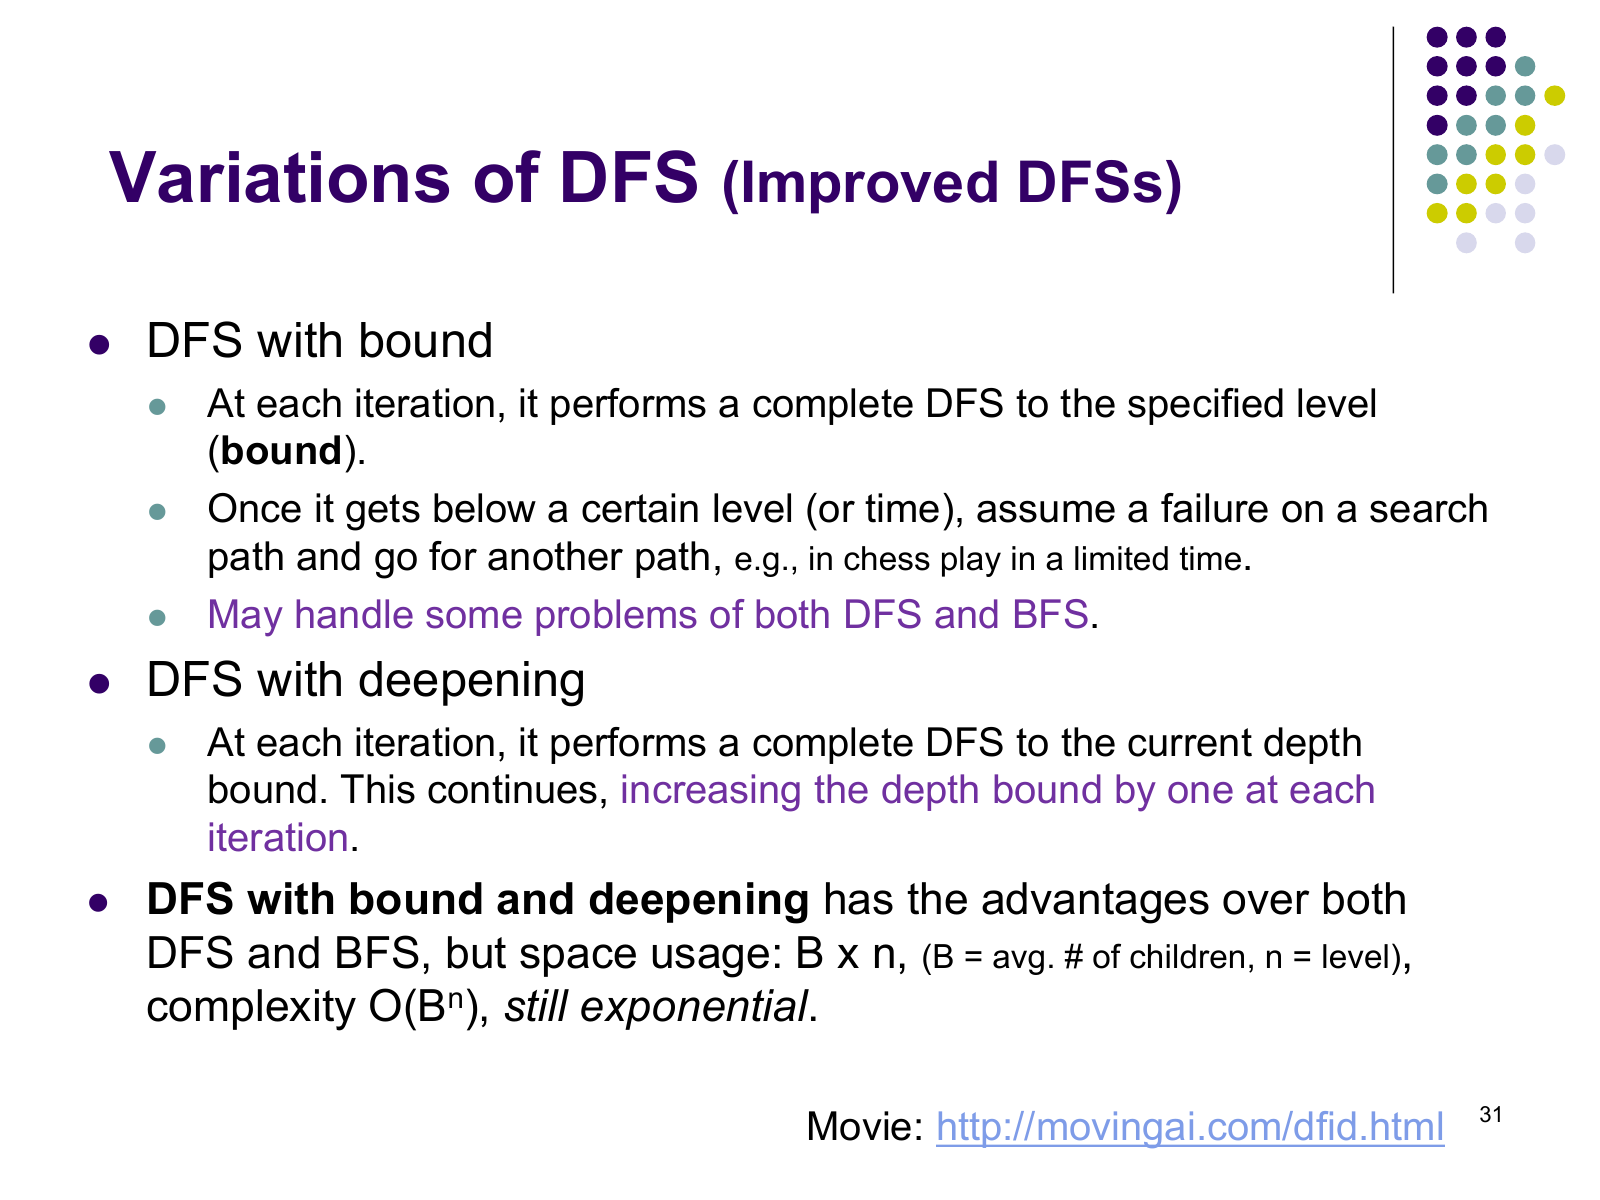 Variations of DFS (Improved DFSs)
● DFS with bound
● At each iteration, it performs a complete DFS to the specified level
(bound).
● Once it gets below a certain level (or time), assume a failure on a search
path and go for another path, e.g., in chess play in a limited time.
● May handle some problems of both DFS and BFS.
● DFS with deepening
● At each iteration, it performs a complete DFS to the current depth
bound. This continues, increasing the depth bound by one at each
iteration.
● DFS with bound and deepening has the advantages over both
DFS and BFS, but space usage: B x n, (B = avg. # of children, n = level),
complexity O(Bⁿ), still exponential.
Movie: http://movingai.com/dfid.html
31